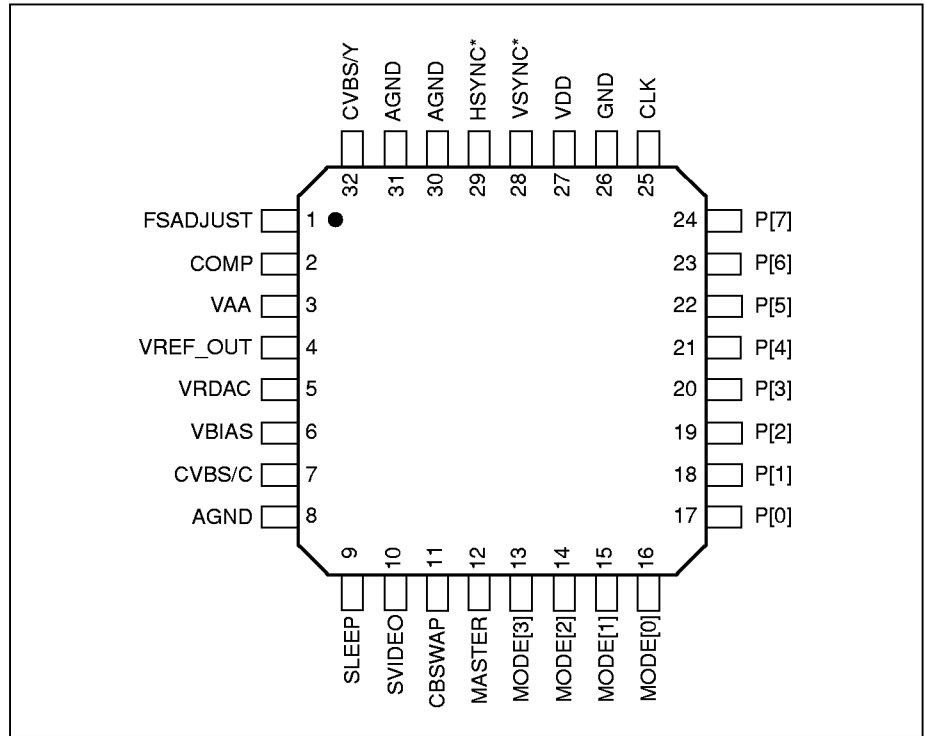 CVBS/Y
AGND
AGND
HSYNC*
VSYNC*
VDD
GND
CLK
32
31
30
29
28
27
26
25
FSADJUST 1 24 P[7]
COMP 2 23 P[6]
VAA 3 22 P[5]
VREF_OUT 4 21 P[4]
VRDAC 5 20 P[3]
VBIAS 6 19 P[2]
CVBS/C 7 18 P[1]
AGND 8 17 P[0]
9
10
11
12
13
14
15
16
SLEEP
SVIDEO
CBSWAP
MASTER
MODE[3]
MODE[2]
MODE[1]
MODE[0]